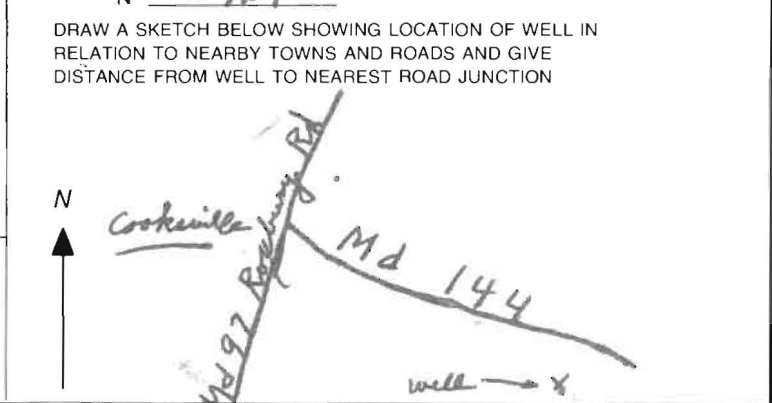 N
DRAW A SKETCH BELOW SHOWING LOCATION OF WELL IN
RELATION TO NEARBY TOWNS AND ROADS AND GIVE
DISTANCE FROM WELL TO NEAREST ROAD JUNCTION
N
Cooksville
Md 97 Roxbury Rd
Md 144
well → x